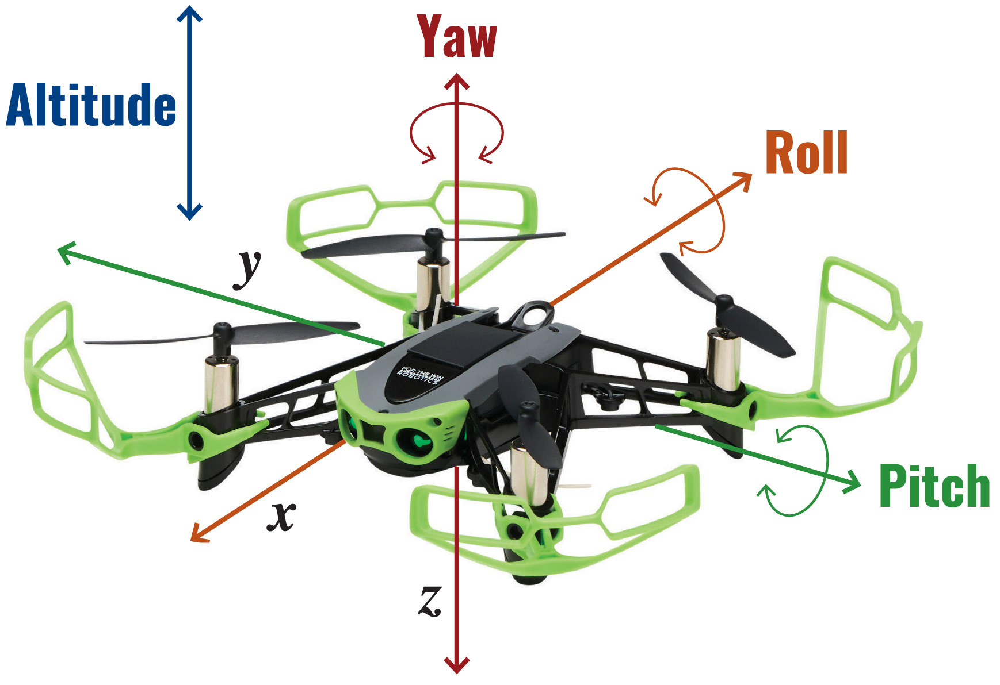 Yaw
Altitude
Roll
y
FOR THE WIN
ROBOTICS
Pitch
x
z